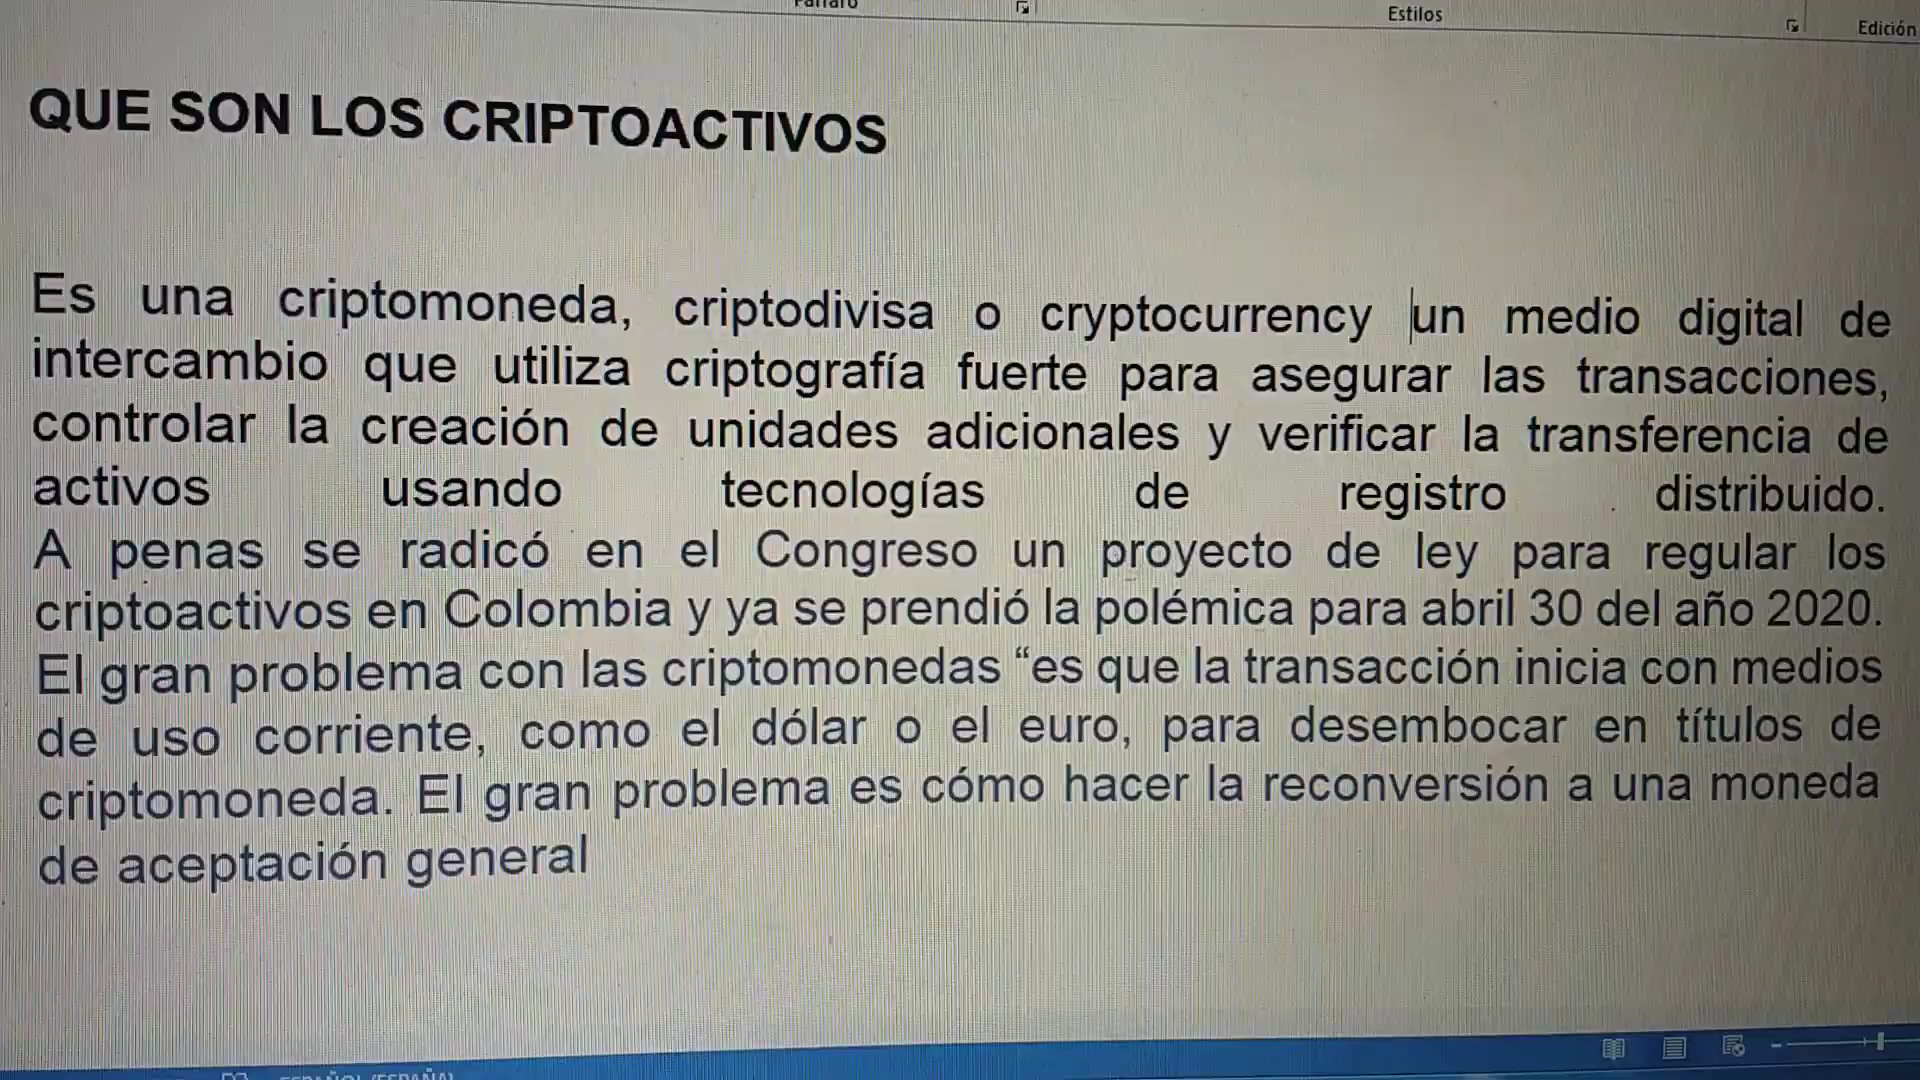 Estilos
Edición
QUE SON LOS CRIPTOACTIVOS
Es una criptomoneda, criptodivisa o cryptocurrency un medio digital de
intercambio que utiliza criptografía fuerte para asegurar las transacciones,
controlar la creación de unidades adicionales y verificar la transferencia de
activos usando tecnologías de registro distribuido.
A penas se radicó en el Congreso un proyecto de ley para regular los
criptoactivos en Colombia y ya se prendió la polémica para abril 30 del año 2020.
El gran problema con las criptomonedas “es que la transacción inicia con medios
de uso corriente, como el dólar o el euro, para desembocar en títulos de
criptomoneda. El gran problema es cómo hacer la reconversión a una moneda
de aceptación general